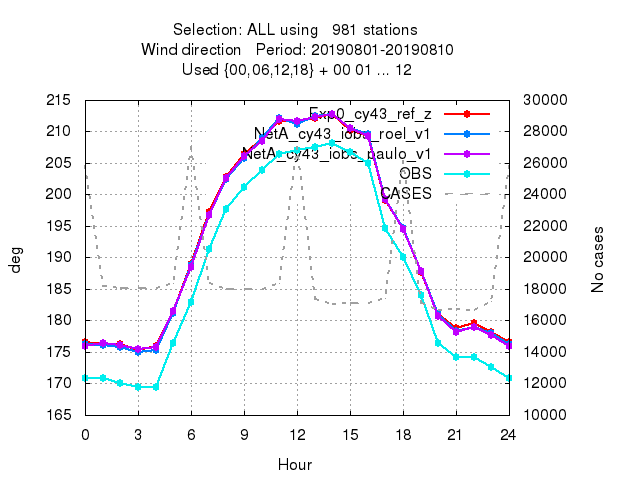 Selection: ALL using 981 stations
Wind direction Period: 20190801-20190810
Used {00,06,12,18} + 00 01 ... 12
215 30000
Exp0_cy43_ref_z
210 28000
NetA_cy43_iobs_roel_v1
NetA_cy43_iobs_paulo_v1
205 26000
OBS
200 24000
CASES
195 22000
190 20000
deg
No cases
185 18000
180 16000
175 14000
170 12000
165 10000
0 3 6 9 12 15 18 21 24
Hour